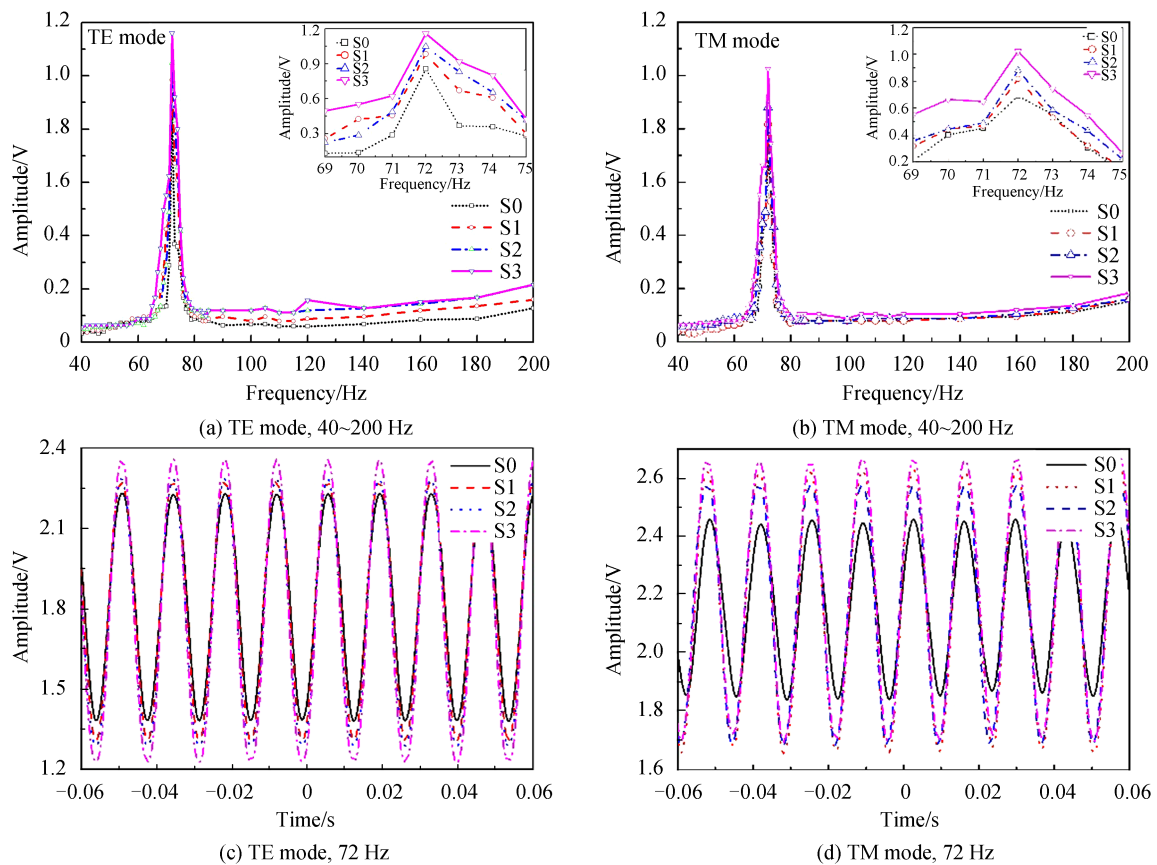 TE mode
Amplitude/V
1.2
1.0
1.8
1.6
0.4
0.2
0
40 60 80 100 120 140 160 180 200
Frequency/Hz
Amplitude/V
1.2
0.9
0.6
0.3
69 70 71 72 73 74 75
Frequency/Hz
S0
S1
S2
S3
S0
S1
S2
S3
(a) TE mode, 40~200 Hz
TM mode
Amplitude/V
1.2
1.0
1.8
1.6
0.4
0.2
0
40 60 80 100 120 140 160 180 200
Frequency/Hz
Amplitude/V
1.2
1.0
0.8
0.6
0.4
0.2
69 70 71 72 73 74 75
Frequency/Hz
S0
S1
S2
S3
S0
S1
S2
S3
(b) TM mode, 40~200 Hz
Amplitude/V
2.4
2.1
1.8
1.5
1.2
−0.06 −0.04 −0.02 0 0.02 0.04 0.06
Time/s
S0
S1
S2
S3
(c) TE mode, 72 Hz
Amplitude/V
2.6
2.4
2.2
2.0
1.8
1.6
−0.06 −0.04 −0.02 0 0.02 0.04 0.06
Time/s
S0
S1
S2
S3
(d) TM mode, 72 Hz